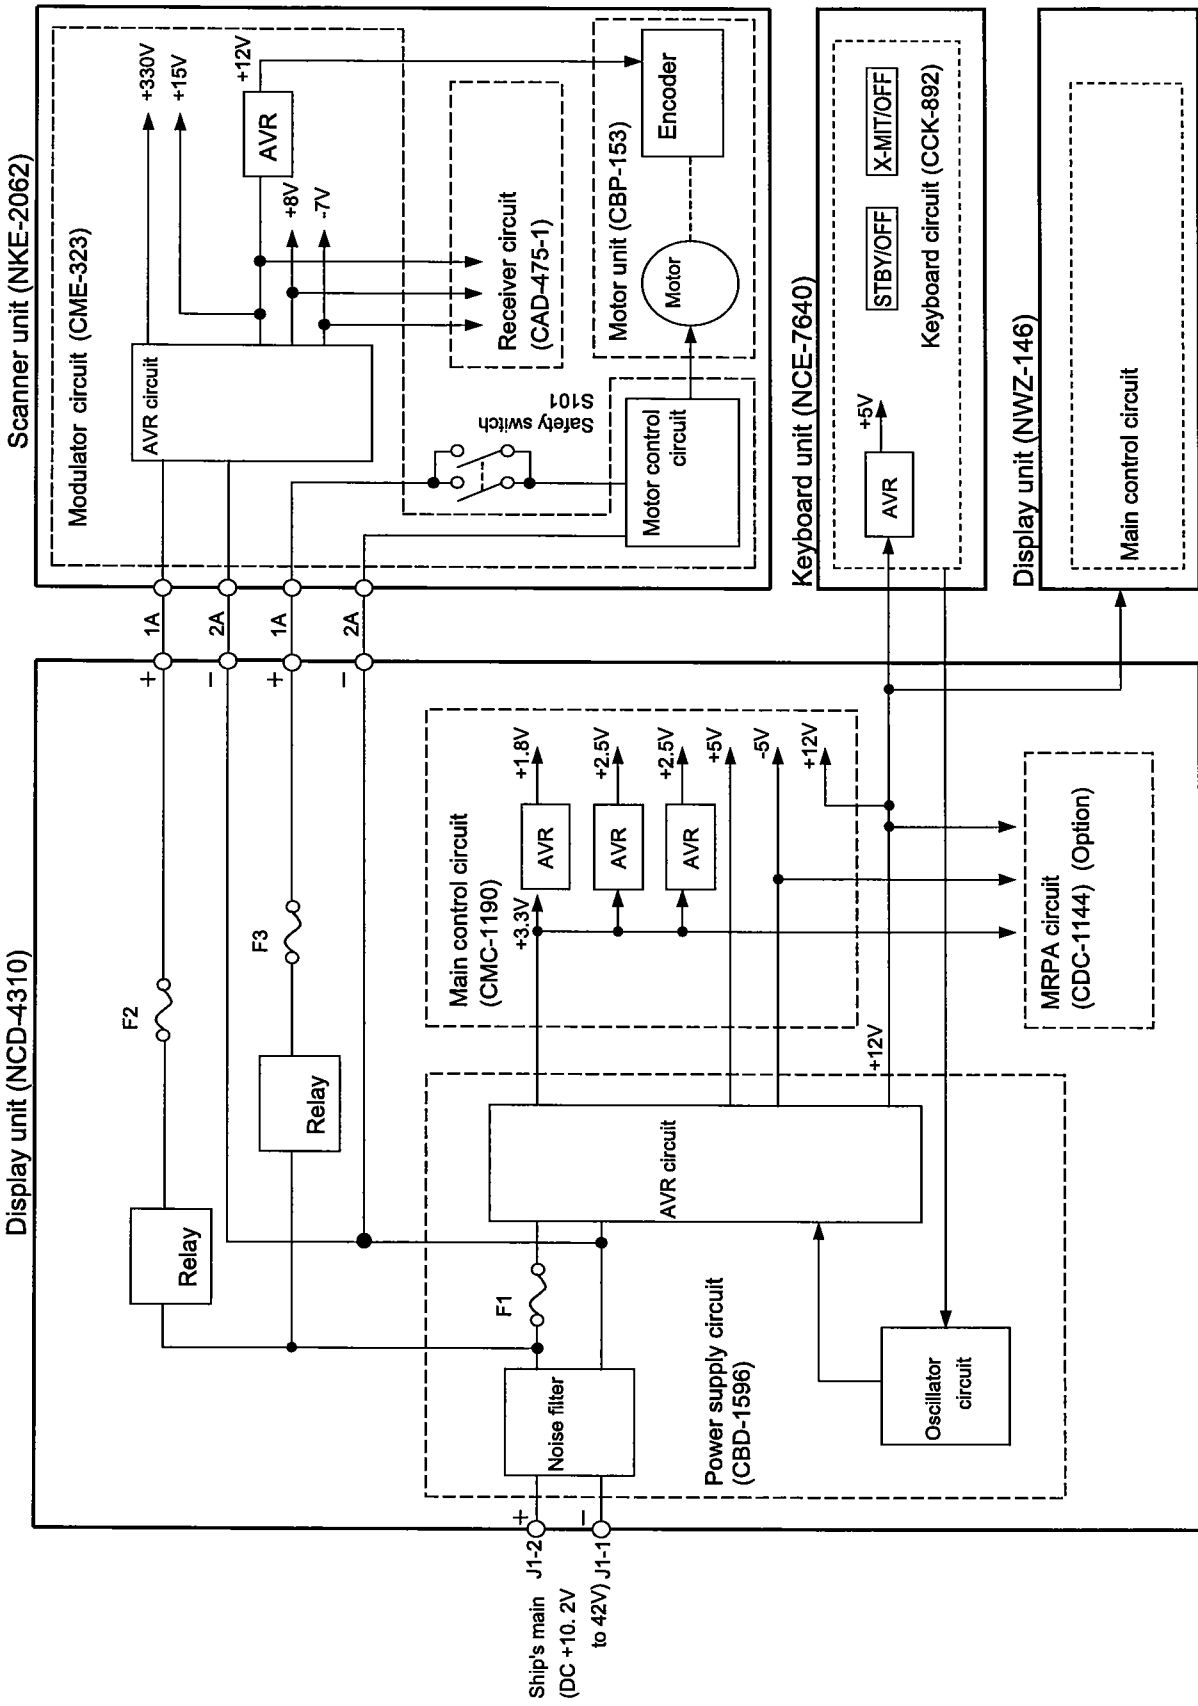 Display unit (NCD-4310)
Relay
F2
Relay
F3
+
1A
−
2A
+
1A
−
2A
Ship's main
(DC +10. 2V
to 42V)
J1-2
+
J1-1
−
Noise filter
F1
AVR circuit
Oscillator
circuit
Power supply circuit
(CBD-1596)
Main control circuit
(CMC-1190)
+3.3V
AVR
+1.8V
AVR
+2.5V
AVR
+2.5V
+5V
-5V
+12V
+12V
MRPA circuit
(CDC-1144) (Option)
Scanner unit (NKE-2062)
Modulator circuit (CME-323)
AVR circuit
+330V
+15V
AVR
+12V
+8V
-7V
Receiver circuit
(CAD-475-1)
Safety switch
S101
Motor control
circuit
Motor unit (CBP-153)
Motor
Encoder
Keyboard unit (NCE-7640)
AVR
+5V
STBY/OFF
X-MIT/OFF
Keyboard circuit (CCK-892)
Display unit (NWZ-146)
Main control circuit